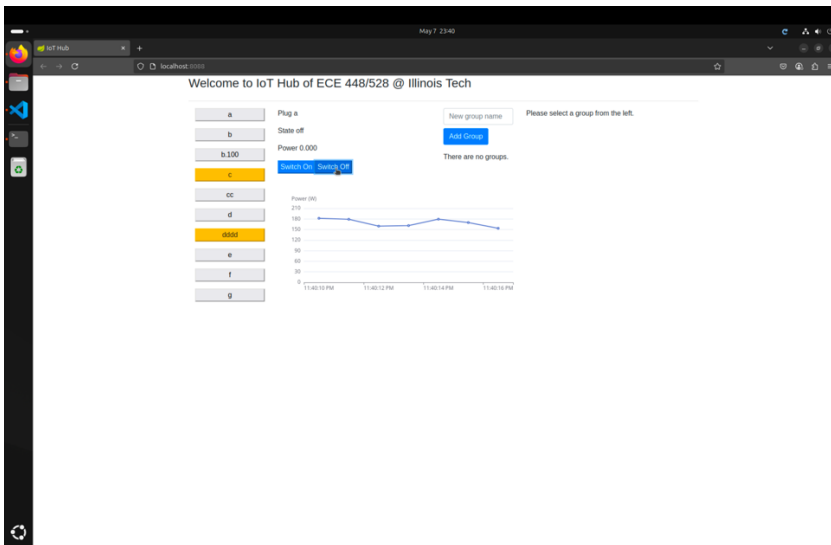 May 7 23:40
IoT Hub
localhost:8088
Welcome to IoT Hub of ECE 448/528 @ Illinois Tech
a
b
b.100
c
cc
d
dddd
e
f
g
Plug a
State off
Power 0.000
Switch On Switch Off
Power (W)
210
180
150
120
90
60
30
0
11:40:10 PM 11:40:12 PM 11:40:14 PM 11:40:16 PM
New group name
Add Group
There are no groups.
Please select a group from the left.